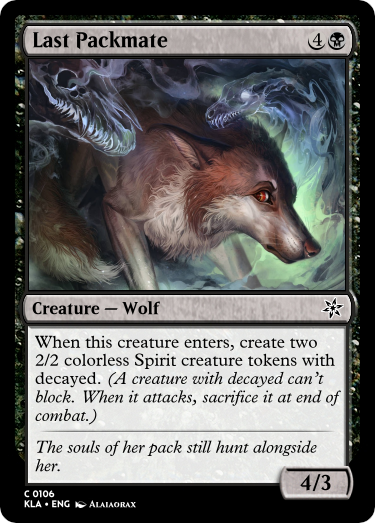 Last Packmate 4
Creature — Wolf
When this creature enters, create two
2/2 colorless Spirit creature tokens with
decayed. (A creature with decayed can't
block. When it attacks, sacrifice it at end of
combat.)
The souls of her pack still hunt alongside
her.
4/3
C 0106
KLA • ENG Alaiaorax